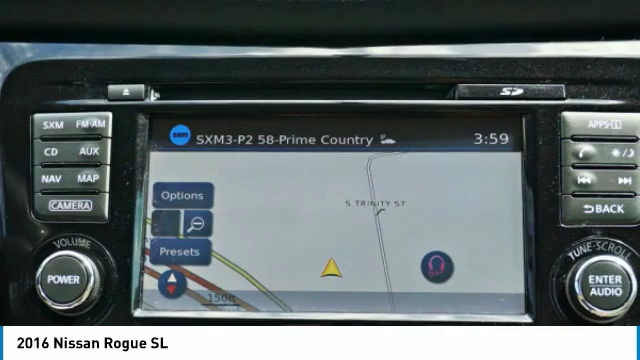 SD
SXM FM·AM
CD AUX
NAV MAP
CAMERA
VOLUME
POWER
SXM3-P2 58-Prime Country 3:59
Options
S TRINITY ST
Presets
150ft
APPS·i
BACK
TUNE·SCROLL
ENTER
AUDIO
2016 Nissan Rogue SL